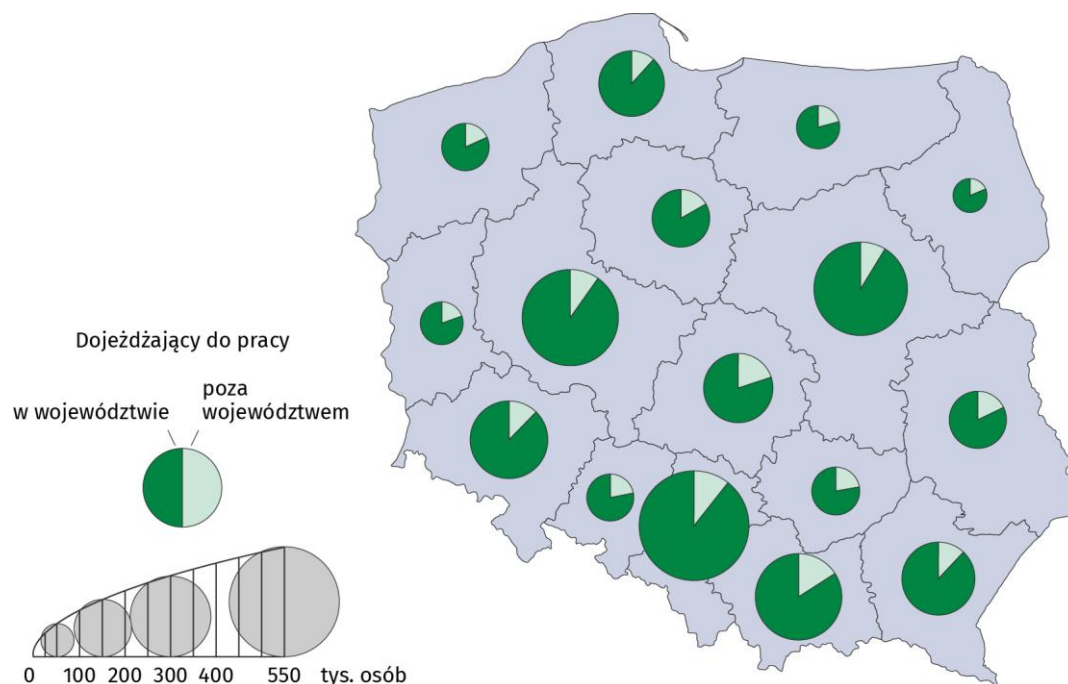 Dojeżdżający do pracy
w województwie
poza
województwem
0 100 200 300 400 550 tys. osób